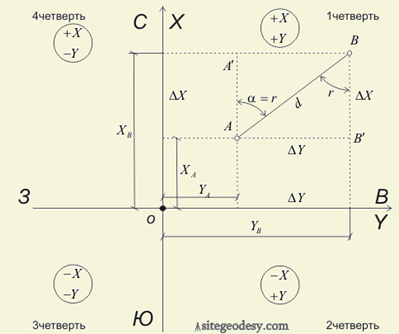 4четверть
С
X
1четверть
+X
−Y
+X
+Y
B
A'
ΔX
α = r
d
r
ΔX
X_B
A
B'
ΔY
X_A
Y_A
ΔY
З
В
о
Y_B
Y
−X
−Y
−X
+Y
3четверть
Ю
sitegeodesy.com
2четверть